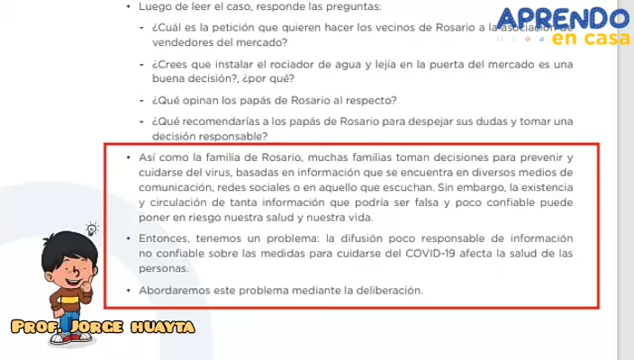 • Luego de leer el caso, responde las preguntas:
APRENDO
en casa
- ¿Cuál es la petición que quieren hacer los vecinos de Rosario a la asociación de
vendedores del mercado?
- ¿Crees que instalar el rociador de agua y lejía en la puerta del mercado es una
buena decisión?, ¿por qué?
- ¿Qué opinan los papás de Rosario al respecto?
- ¿Qué recomendarías a los papás de Rosario para despejar sus dudas y tomar una
decisión responsable?
• Así como la familia de Rosario, muchas familias toman decisiones para prevenir y
cuidarse del virus, basadas en información que se encuentra en diversos medios de
comunicación, redes sociales o en aquello que escuchan. Sin embargo, la existencia
y circulación de tanta información que podría ser falsa y poco confiable puede
poner en riesgo nuestra salud y nuestra vida.
• Entonces, tenemos un problema: la difusión poco responsable de información
no confiable sobre las medidas para cuidarse del COVID-19 afecta la salud de las
personas.
• Abordaremos este problema mediante la deliberación.
Prof. Jorge huayta